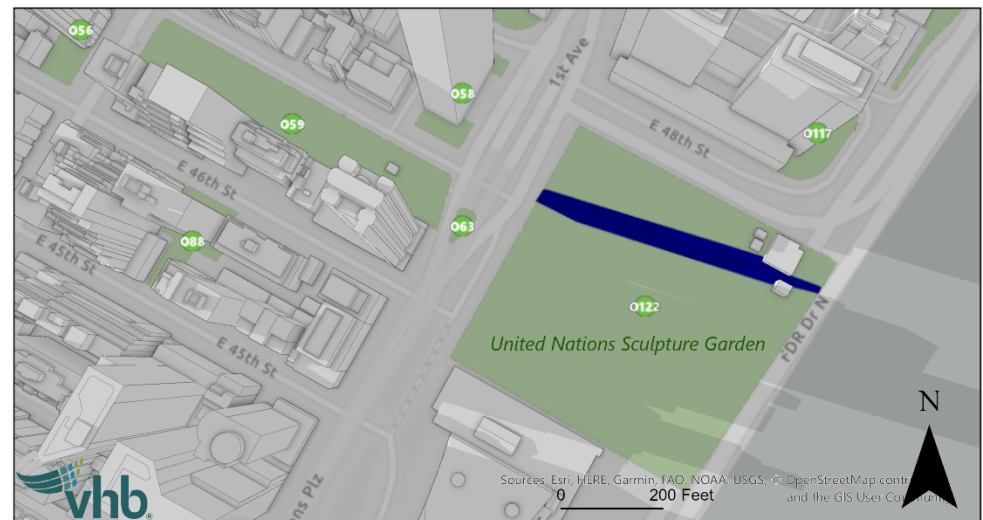 O56
1st Ave
O58
O59
E 48th St
O117
E 46th St
O63
O88
E 45th St
O122
United Nations Sculpture Garden
FDR Dr N
E 45th St
N
Sources: Esri, HERE, Garmin, FAO, NOAA, USGS, © OpenStreetMap
and the GIS User
0 200 Feet
Plz
vhb